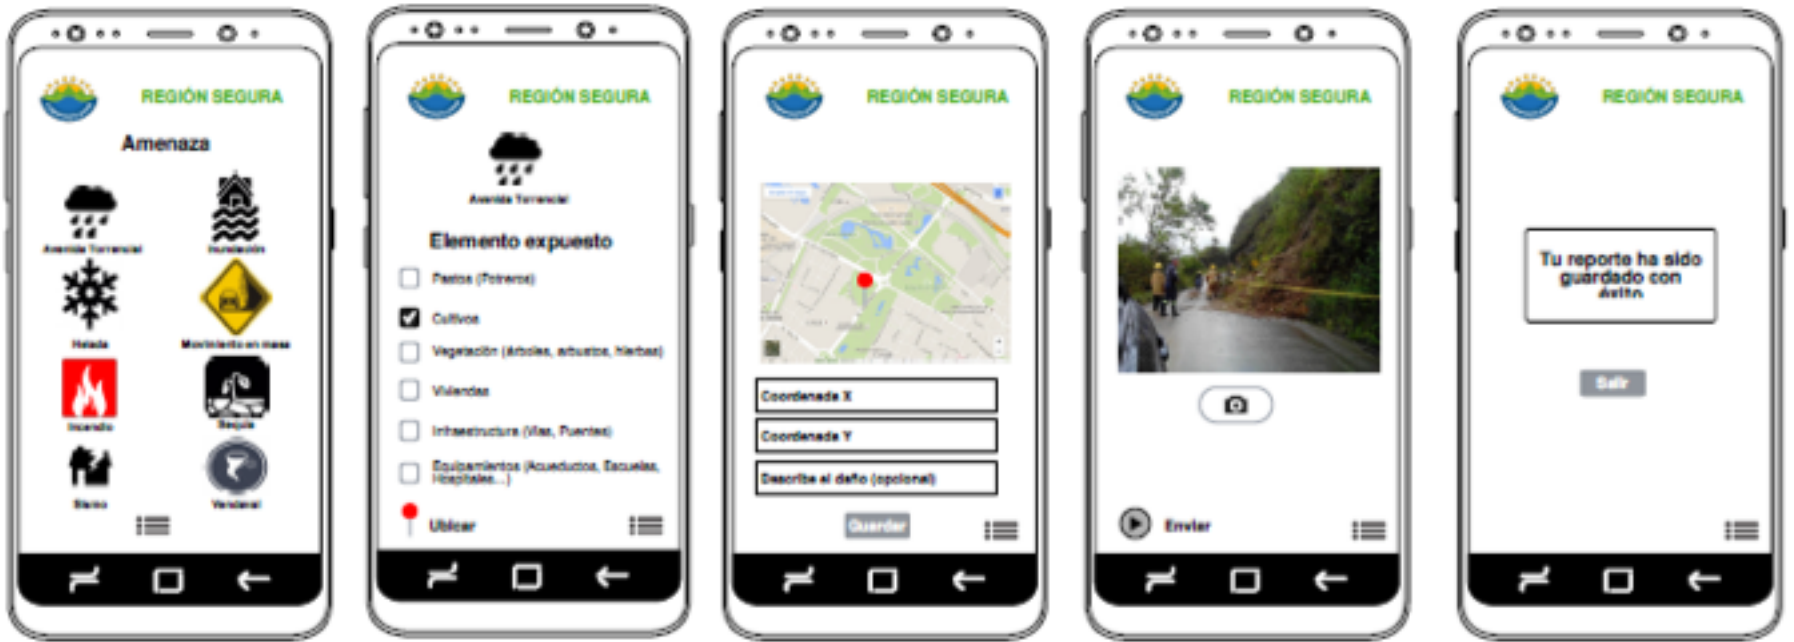 REGIÓN SEGURA
Amenaza
Avenida Torrencial
Inundación
Helada
Movimiento en masa
Incendio
Sequía
Sismo
Vendaval
REGIÓN SEGURA
Avenida Torrencial
Elemento expuesto
Pastos (Potreros)
Cultivos
Vegetación (Árboles, arbustos, hierbas)
Viviendas
Infraestructura (Vías, Puentes)
Equipamientos (Acueductos, Escuelas,
Hospitales...)
Ubicar
REGIÓN SEGURA
Coordenada X
Coordenada Y
Describe el daño (opcional)
Guardar
REGIÓN SEGURA
Enviar
REGIÓN SEGURA
Tu reporte ha sido
guardado con
éxito
Salir